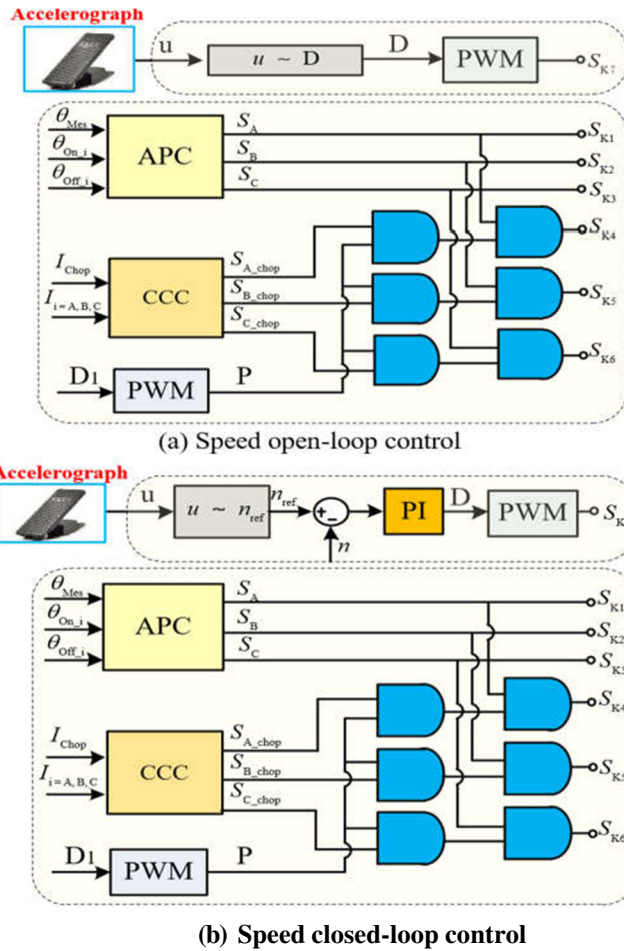 Accelerograph
u
u ~ D
D
PWM
S_K7
θ_Mes
θ_On_i
θ_Off_i
APC
S_A
S_B
S_C
S_K1
S_K2
S_K3
S_K4
I_Chop
I_i=A,B,C
CCC
S_A_chop
S_B_chop
S_C_chop
S_K5
S_K6
D1
PWM
P
(a) Speed open-loop control
Accelerograph
u
u ~ n_ref
n_ref
+
−
n
PI
D
PWM
S_K
θ_Mes
θ_On_i
θ_Off_i
APC
S_A
S_B
S_C
S_K1
S_K2
S_K3
S_K4
I_Chop
I_i=A,B,C
CCC
S_A_chop
S_B_chop
S_C_chop
S_K5
S_K6
D1
PWM
P
(b) Speed closed-loop control